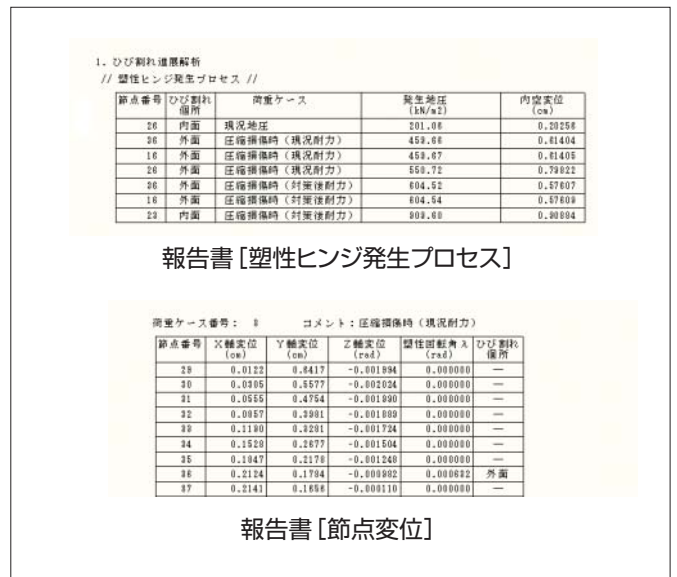 1. ひび割れ進展解析
// 塑性ヒンジ発生プロセス //
節点番号 ひび割れ個所 荷重ケース 発生地圧(kN/m2) 内空変位(cm)
26 内面 現況地圧 201.06 0.20256
36 外面 圧縮損傷時（現況耐力） 453.66 0.61404
16 外面 圧縮損傷時（現況耐力） 453.67 0.61405
26 外面 圧縮損傷時（現況耐力） 550.72 0.79822
36 外面 圧縮損傷時（対策後耐力） 604.52 0.57607
16 外面 圧縮損傷時（対策後耐力） 604.54 0.57609
23 内面 圧縮損傷時（対策後耐力） 903.60 0.90884
報告書［塑性ヒンジ発生プロセス］
荷重ケース番号： コメント：圧縮損傷時（現況耐力）
節点番号 X軸変位(cm) Y軸変位(cm) Z軸変位(rad) 塑性回転角λ(rad) ひび割れ個所
29 0.0122 0.6417 -0.001994 0.000000 —
30 0.0305 0.5577 -0.002024 0.000000 —
31 0.0555 0.4754 -0.001990 0.000000 —
32 0.0857 0.3981 -0.001889 0.000000 —
33 0.1190 0.3281 -0.001724 0.000000 —
34 0.1528 0.2677 -0.001504 0.000000 —
35 0.1847 0.2178 -0.001248 0.000000 —
36 0.2124 0.1784 -0.000982 0.000632 外面
37 0.2141 0.1656 -0.000110 0.000000 —
報告書［節点変位］